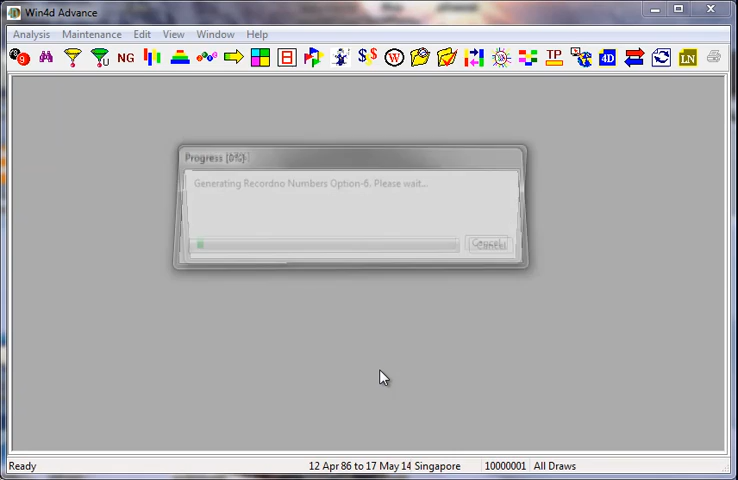 Win4d Advance
Analysis Maintenance Edit View Window Help
9 U NG $$ W TP 4D LN
Progress
Generating Recordno Numbers Option-6. Please wait...
Cancel
Ready 12 Apr 86 to 17 May 14 Singapore 10000001 All Draws